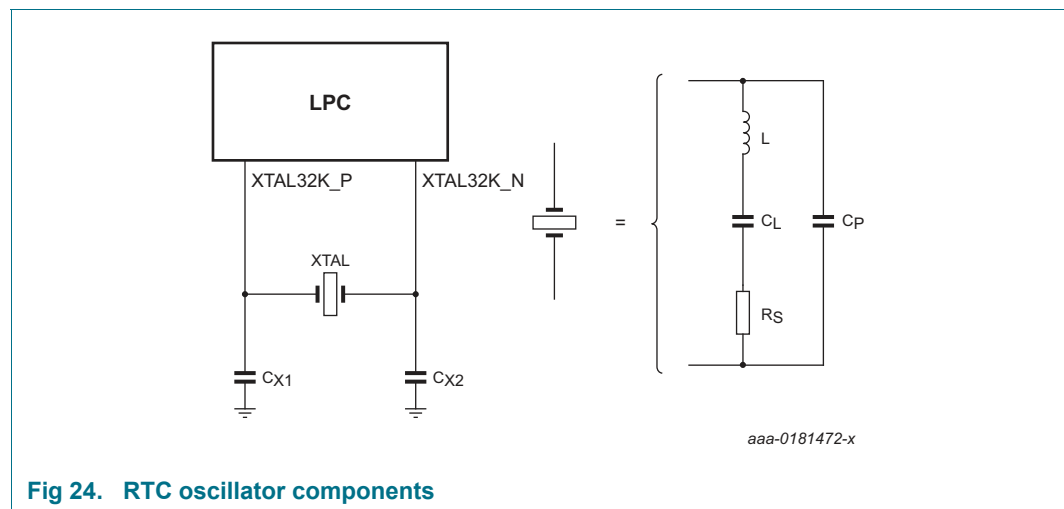 LPC
XTAL32K_P
XTAL32K_N
XTAL
CX1
CX2
=
L
CL
CP
RS
aaa-0181472-x
Fig 24. RTC oscillator components